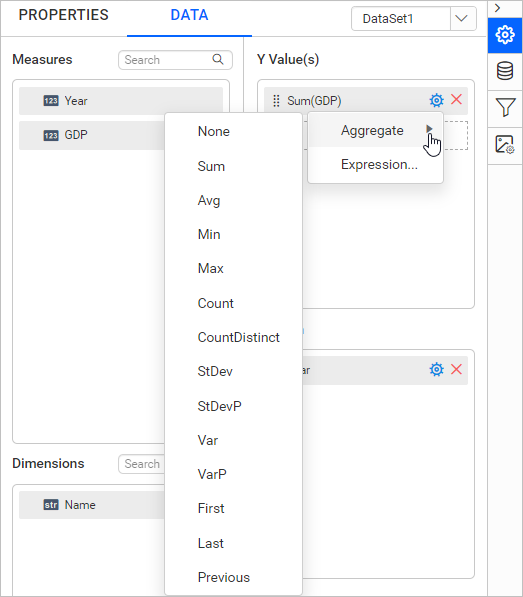 PROPERTIES
DATA
DataSet1
Measures
Search
Y Value(s)
123 Year
Sum(GDP)
123 GDP
Aggregate
Expression...
None
Sum
Avg
Min
Max
Count
CountDistinct
StDev
StDevP
Var
VarP
First
Last
Previous
Dimensions
Search
str Name